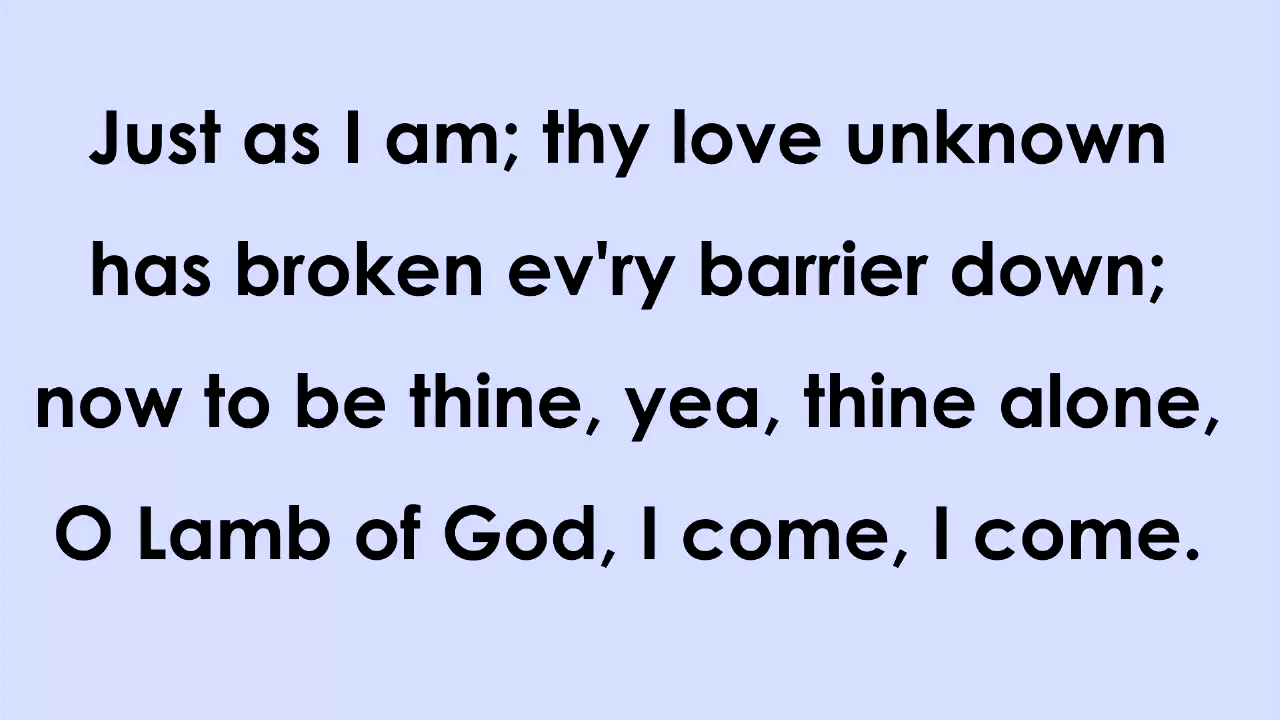 Just as I am; thy love unknown
has broken ev'ry barrier down;
now to be thine, yea, thine alone,
O Lamb of God, I come, I come.